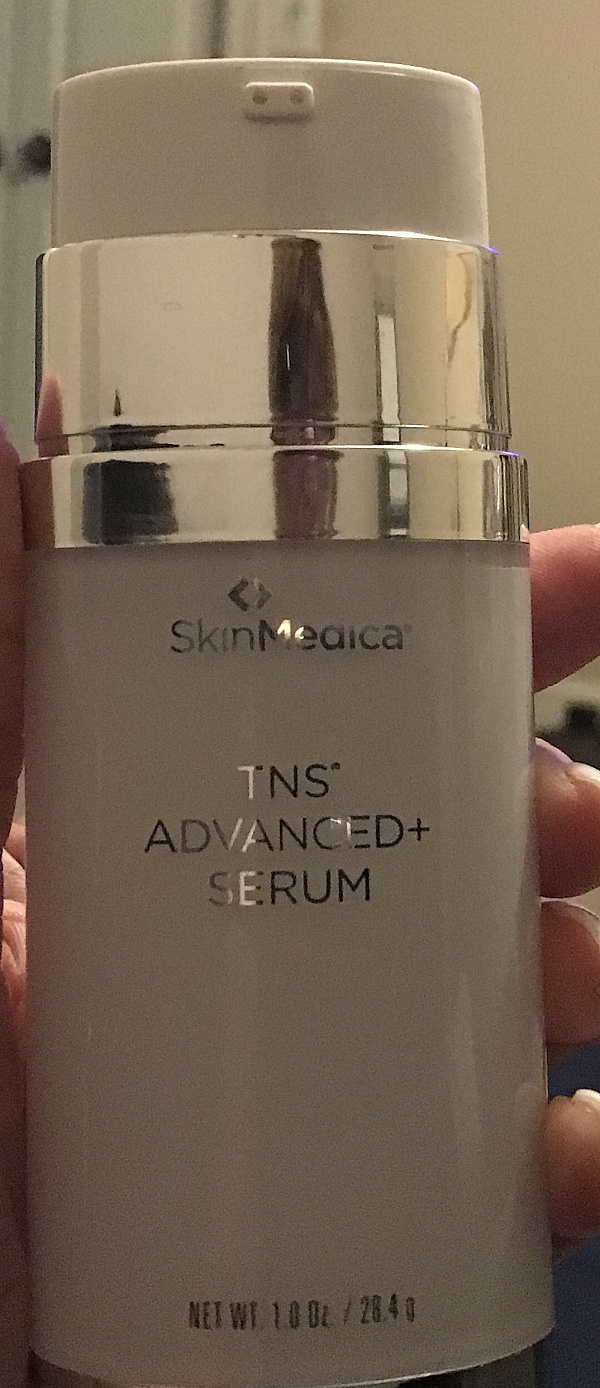 SkinMedica®
TNS®
ADVANCED+
SERUM
NET WT. 1.0 Oz. / 28.4 g